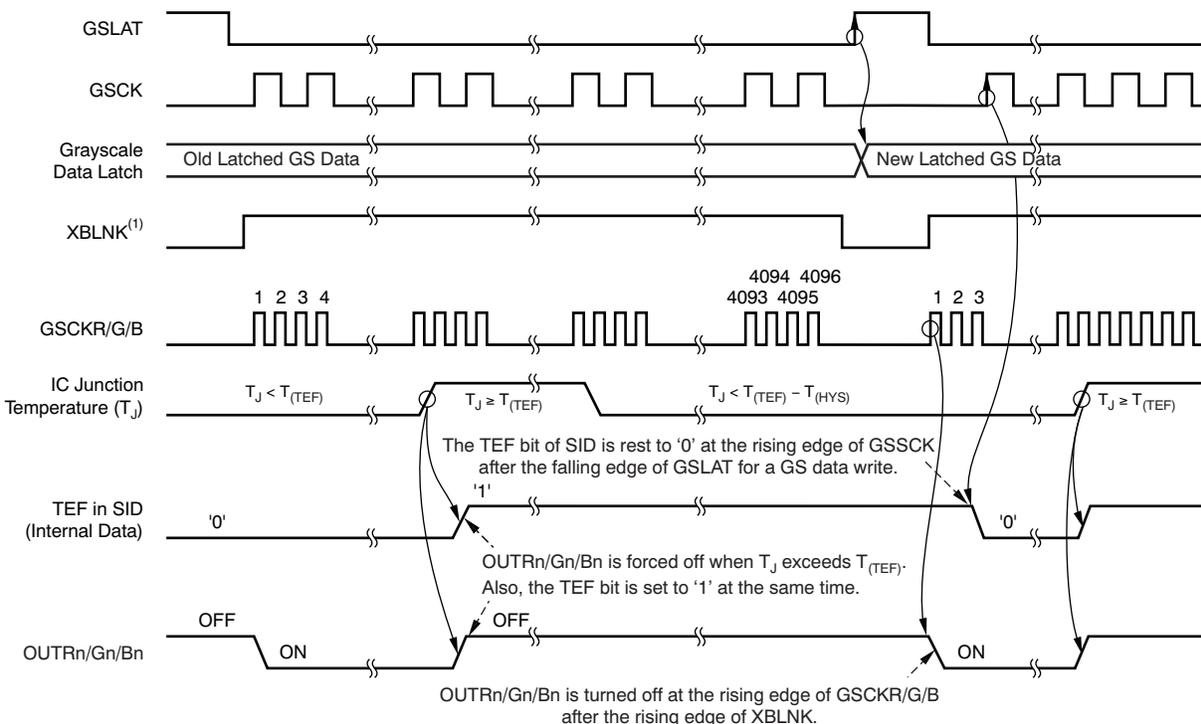 GSLAT
GSCK
Grayscale
Data Latch
Old Latched GS Data
New Latched GS Data
XBLNK(1)
4094 4096
1 2 3 4
4093 4095
1 2 3
GSCKR/G/B
IC Junction
Temperature (TJ)
TJ < T(TEF)
TJ ≥ T(TEF)
TJ < T(TEF) – T(HYS)
TJ ≥ T(TEF)
The TEF bit of SID is rest to ‘0’ at the rising edge of GSSCK
after the falling edge of GSLAT for a GS data write.
TEF in SID
(Internal Data)
'0'
'1'
'0'
OUTRn/Gn/Bn is forced off when TJ exceeds T(TEF).
Also, the TEF bit is set to ‘1’ at the same time.
OUTRn/Gn/Bn
OFF
ON
OFF
ON
OUTRn/Gn/Bn is turned off at the rising edge of GSCKR/G/B
after the rising edge of XBLNK.